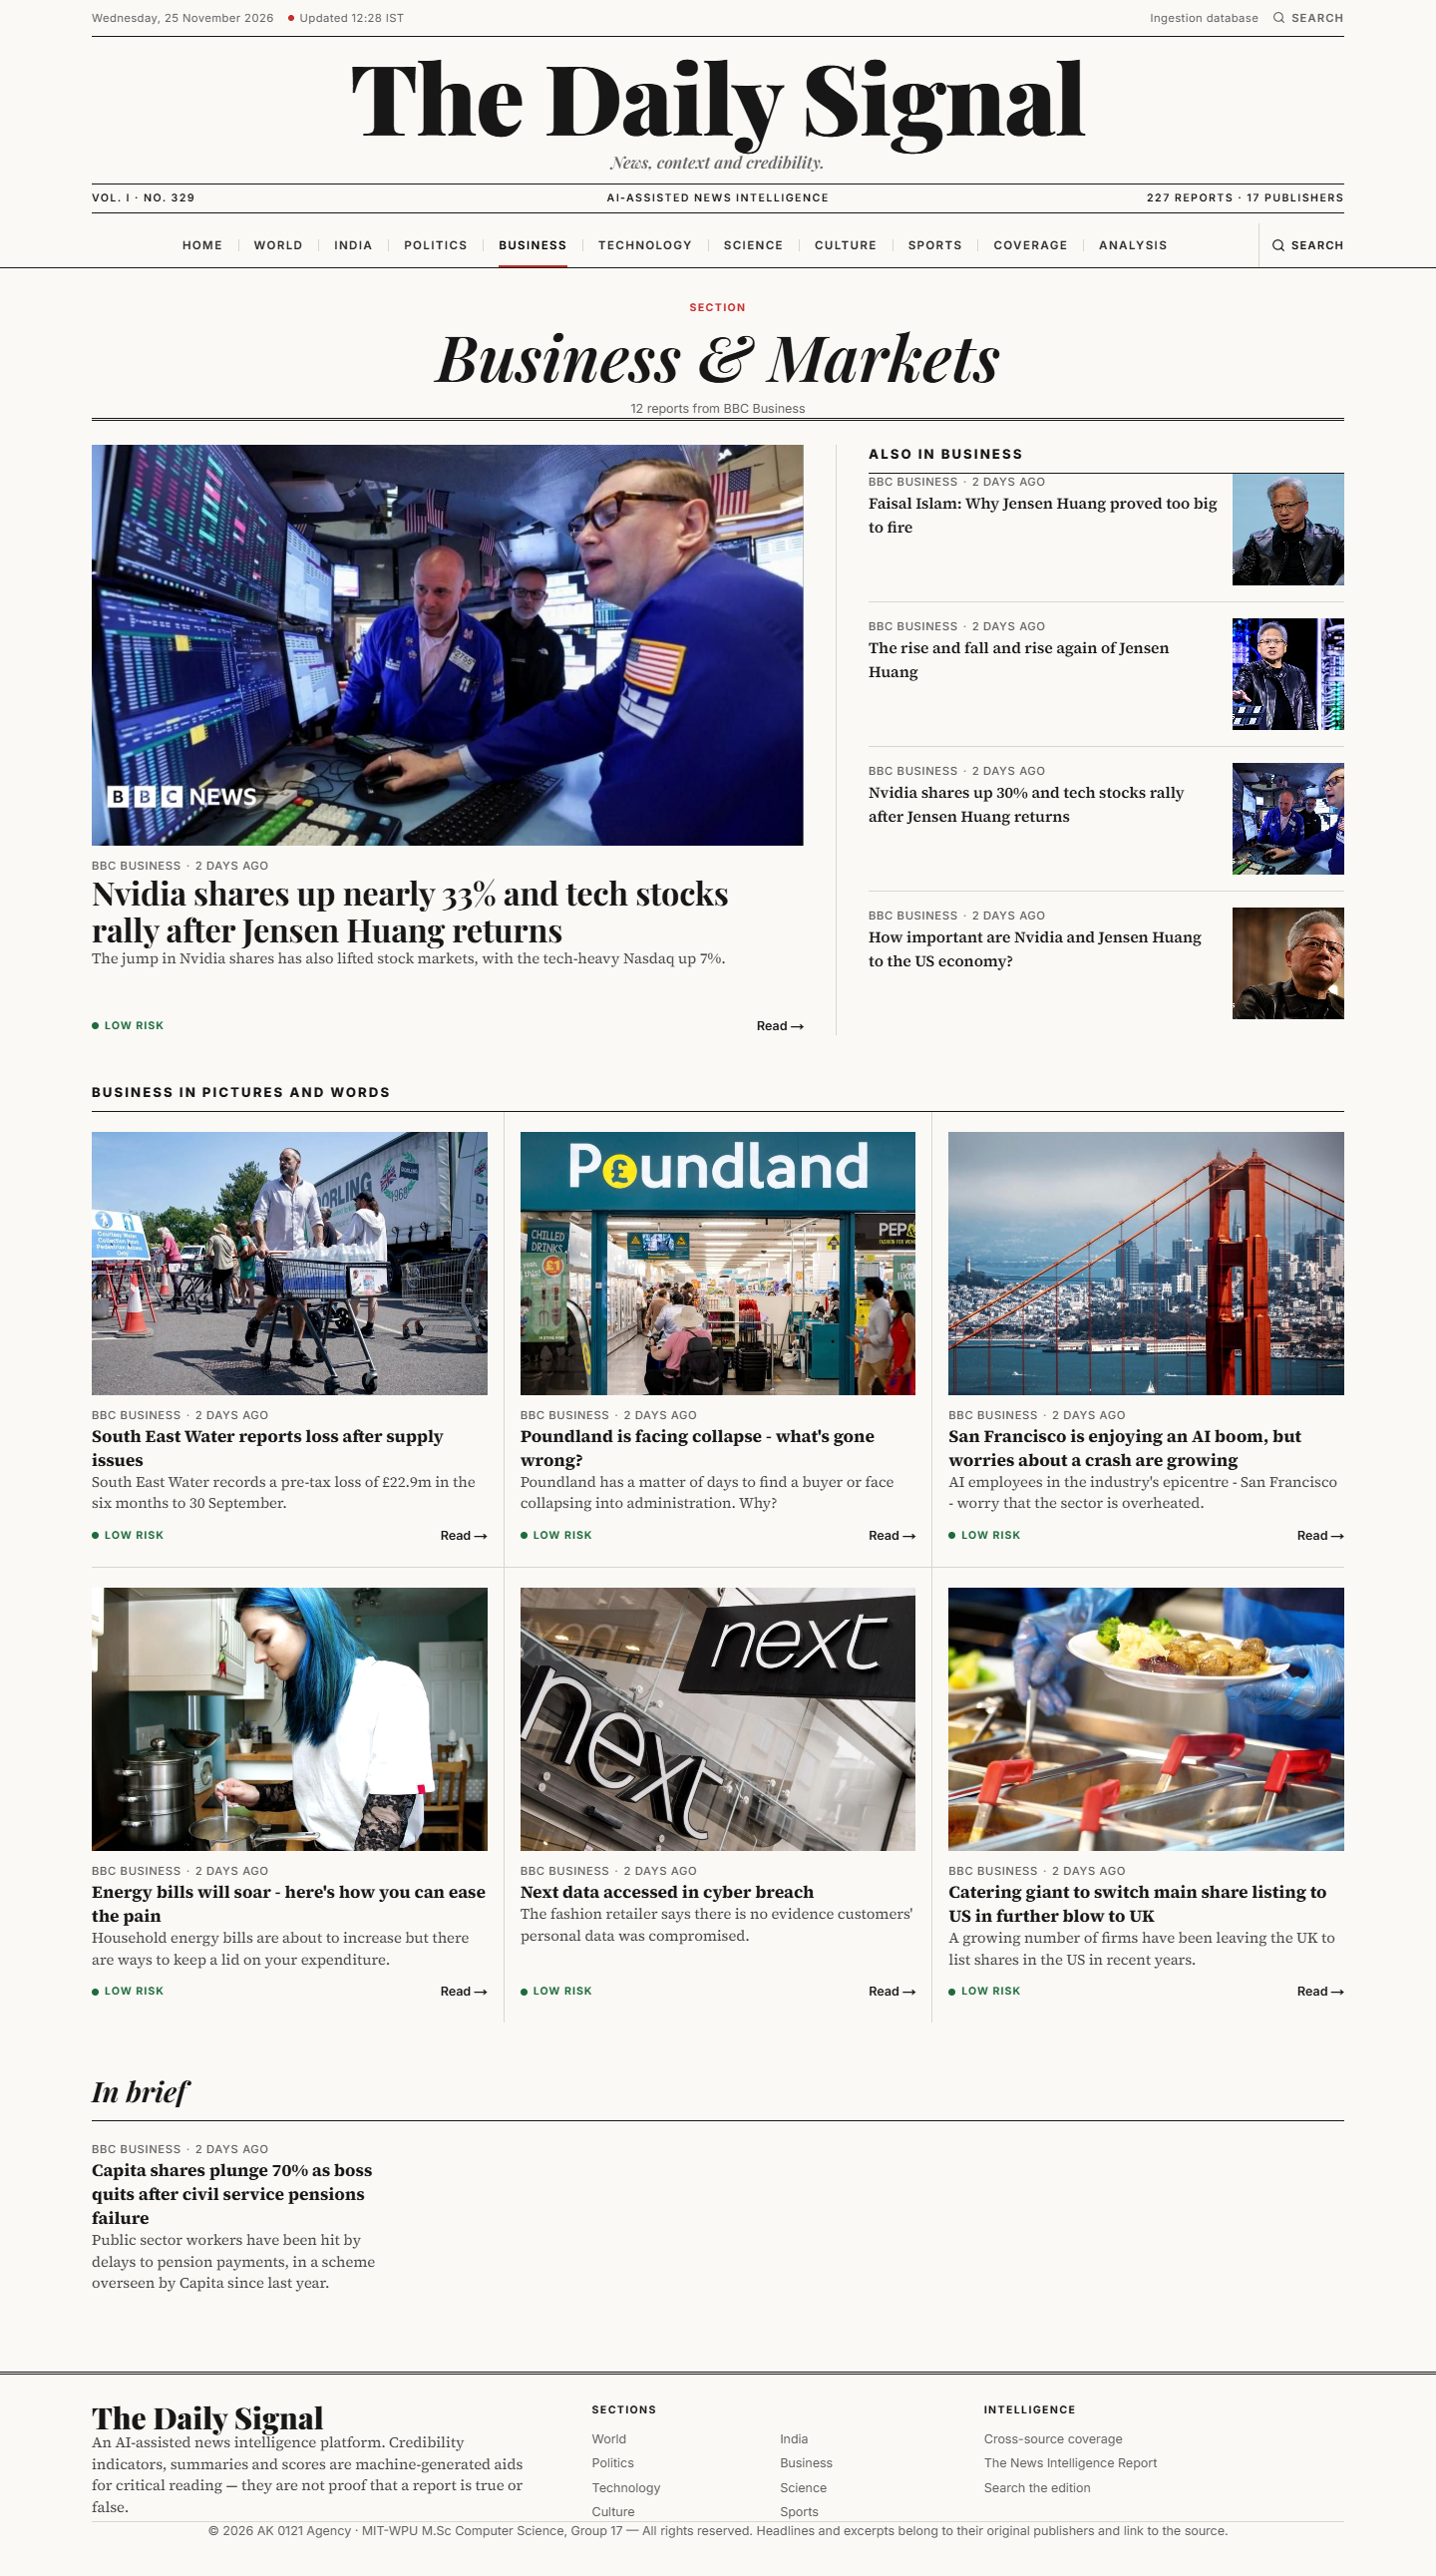 Wednesday, 25 November 2026 Updated 12:28 IST
Ingestion database SEARCH
The Daily Signal
News, context and credibility.
VOL. I · NO. 329
AI-ASSISTED NEWS INTELLIGENCE
227 REPORTS · 17 PUBLISHERS
HOME WORLD INDIA POLITICS BUSINESS TECHNOLOGY SCIENCE CULTURE SPORTS COVERAGE ANALYSIS SEARCH
SECTION
Business & Markets
12 reports from BBC Business
BBC NEWS
BBC BUSINESS · 2 DAYS AGO
Nvidia shares up nearly 33% and tech stocks
rally after Jensen Huang returns
The jump in Nvidia shares has also lifted stock markets, with the tech-heavy Nasdaq up 7%.
LOW RISK
Read →
ALSO IN BUSINESS
BBC BUSINESS · 2 DAYS AGO
Faisal Islam: Why Jensen Huang proved too big
to fire
BBC BUSINESS · 2 DAYS AGO
The rise and fall and rise again of Jensen
Huang
BBC BUSINESS · 2 DAYS AGO
Nvidia shares up 30% and tech stocks rally
after Jensen Huang returns
BBC BUSINESS · 2 DAYS AGO
How important are Nvidia and Jensen Huang
to the US economy?
BUSINESS IN PICTURES AND WORDS
DORLING
1968
BBC BUSINESS · 2 DAYS AGO
South East Water reports loss after supply
issues
South East Water records a pre-tax loss of £22.9m in the
six months to 30 September.
LOW RISK
Read →
P£undland
CHILLED
DRINKS
£1
PEP&
BBC BUSINESS · 2 DAYS AGO
Poundland is facing collapse - what's gone
wrong?
Poundland has a matter of days to find a buyer or face
collapsing into administration. Why?
LOW RISK
Read →
BBC BUSINESS · 2 DAYS AGO
San Francisco is enjoying an AI boom, but
worries about a crash are growing
AI employees in the industry's epicentre - San Francisco
- worry that the sector is overheated.
LOW RISK
Read →
BBC BUSINESS · 2 DAYS AGO
Energy bills will soar - here's how you can ease
the pain
Household energy bills are about to increase but there
are ways to keep a lid on your expenditure.
LOW RISK
Read →
next
next
BBC BUSINESS · 2 DAYS AGO
Next data accessed in cyber breach
The fashion retailer says there is no evidence customers'
personal data was compromised.
LOW RISK
Read →
BBC BUSINESS · 2 DAYS AGO
Catering giant to switch main share listing to
US in further blow to UK
A growing number of firms have been leaving the UK to
list shares in the US in recent years.
LOW RISK
Read →
In brief
BBC BUSINESS · 2 DAYS AGO
Capita shares plunge 70% as boss
quits after civil service pensions
failure
Public sector workers have been hit by
delays to pension payments, in a scheme
overseen by Capita since last year.
The Daily Signal
An AI-assisted news intelligence platform. Credibility
indicators, summaries and scores are machine-generated aids
for critical reading — they are not proof that a report is true or
false.
SECTIONS
World India
Politics Business
Technology Science
Culture Sports
INTELLIGENCE
Cross-source coverage
The News Intelligence Report
Search the edition
© 2026 AK 0121 Agency · MIT-WPU M.Sc Computer Science, Group 17 — All rights reserved. Headlines and excerpts belong to their original publishers and link to the source.